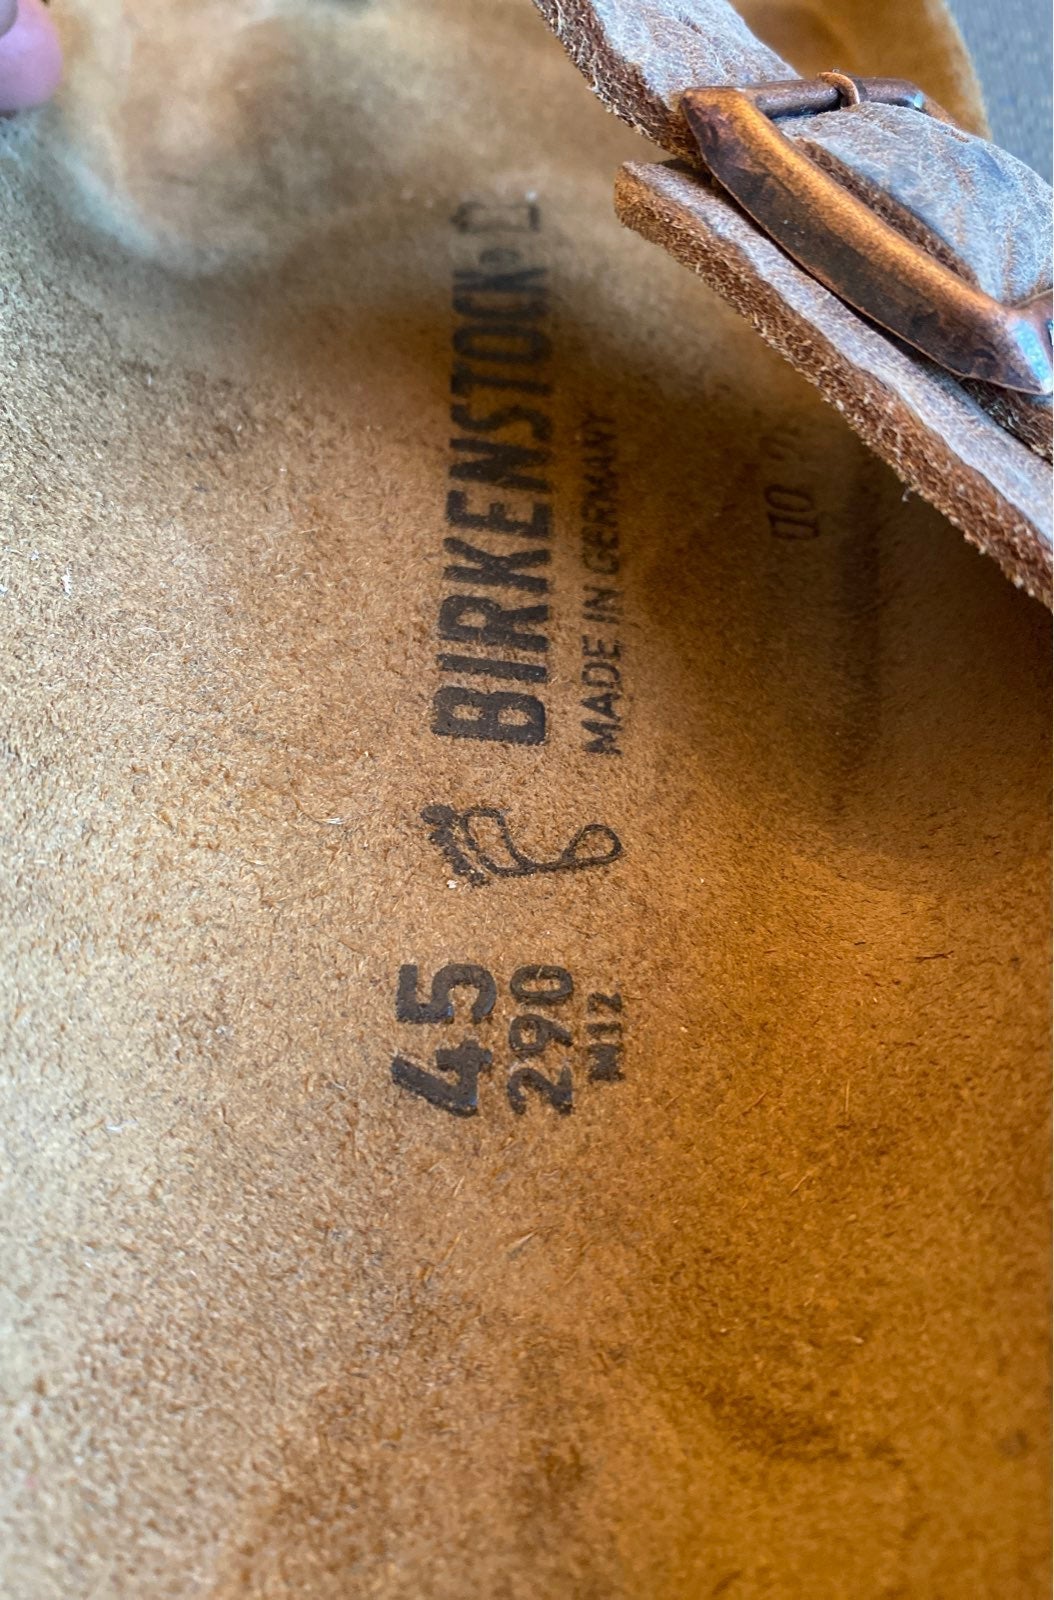 45
290
M12
BIRKENSTOCK®
MADE IN GERMANY